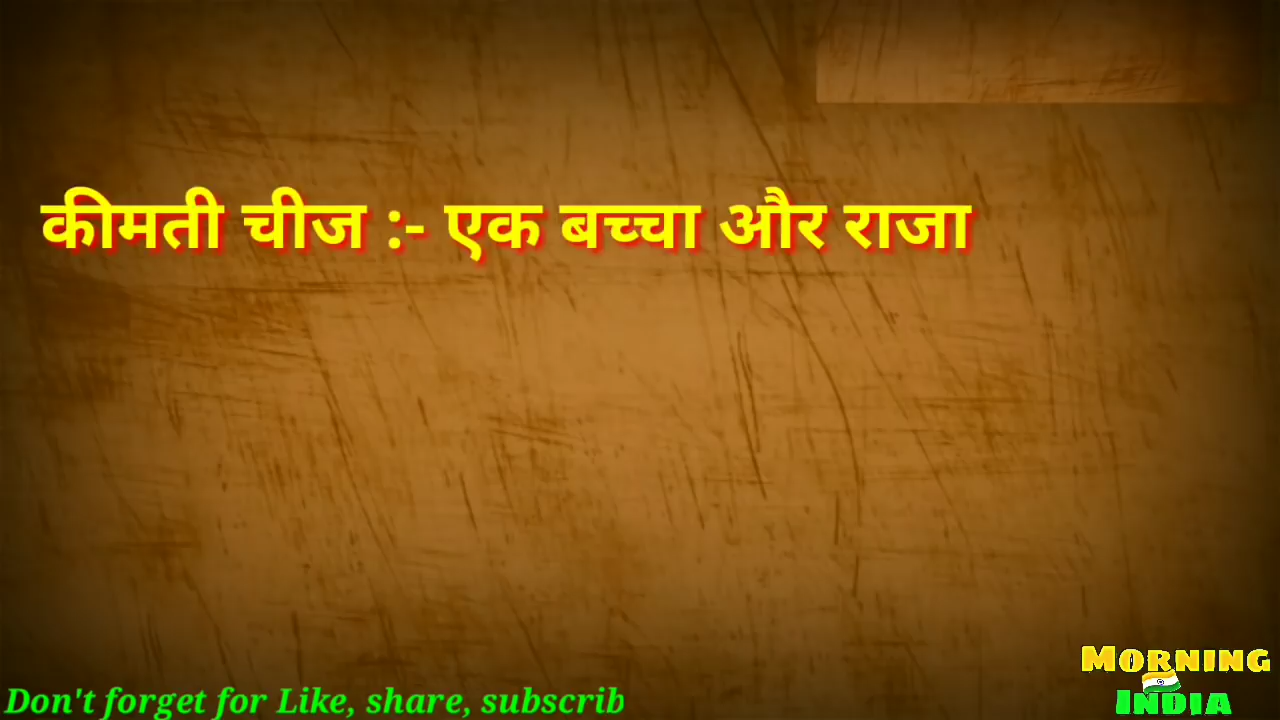 कीमती चीज :- एक बच्चा और राजा
MORNING
INDIA
Don't forget for Like, share, subscrib